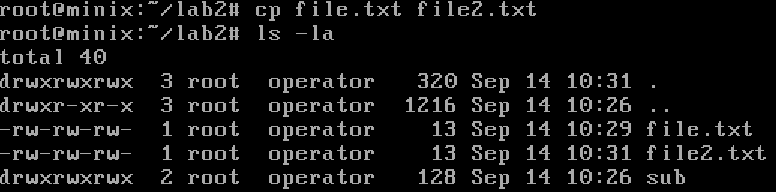 root@minix:~/lab2# cp file.txt file2.txt
root@minix:~/lab2# ls -la
total 40
drwxrwxrwx  3 root  operator   320 Sep 14 10:31 .
drwxr-xr-x  3 root  operator  1216 Sep 14 10:26 ..
-rw-rw-rw-  1 root  operator    13 Sep 14 10:29 file.txt
-rw-rw-rw-  1 root  operator    13 Sep 14 10:31 file2.txt
drwxrwxrwx  2 root  operator   128 Sep 14 10:26 sub